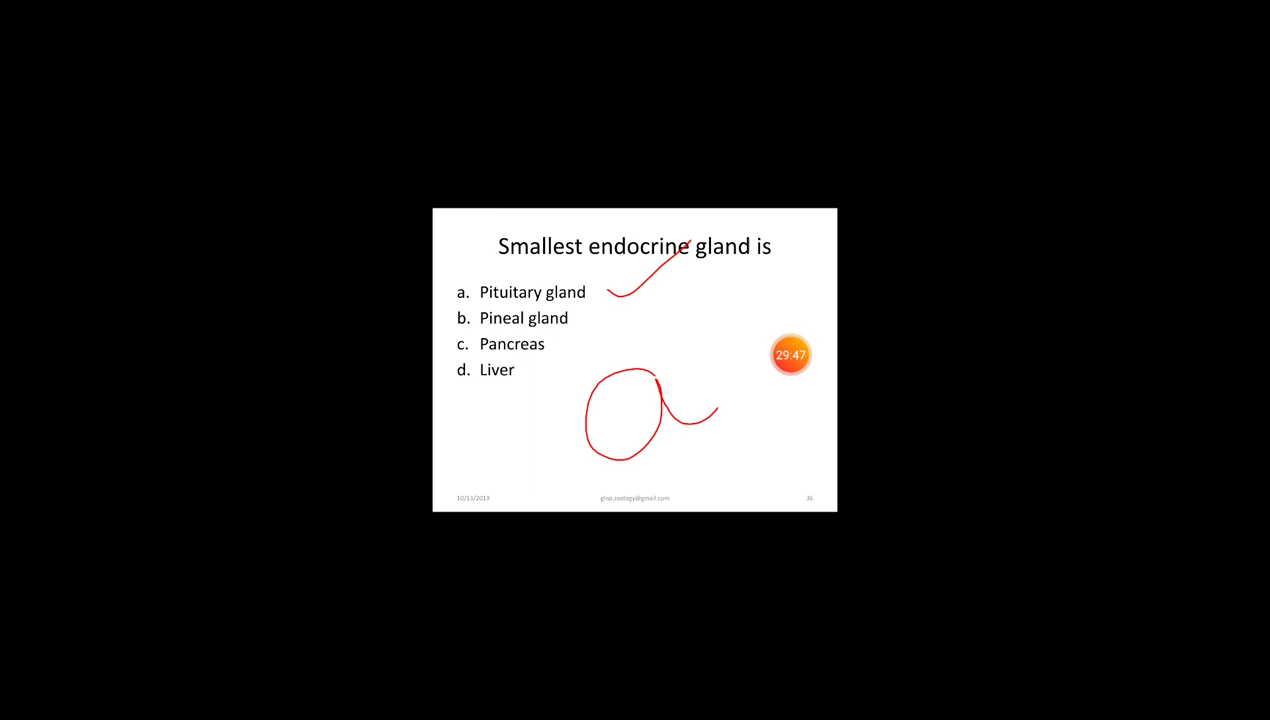 Smallest endocrine gland is
a. Pituitary gland
b. Pineal gland
c. Pancreas
29:47
d. Liver
a
10/13/2019 glnp.zoology@gmail.com 36